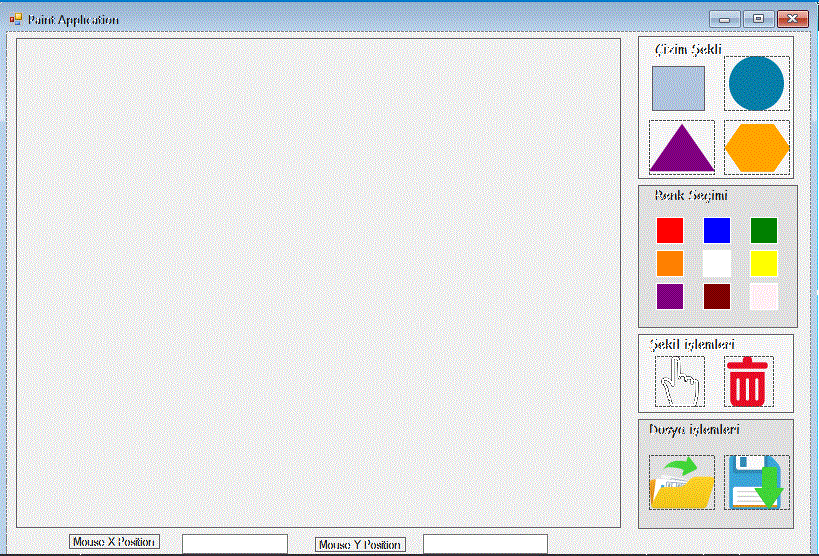 Paint Application
Çizim Şekli
Renk Seçimi
Şekil işlemleri
Dosya işlemleri
Mouse X Position
Mouse Y Position